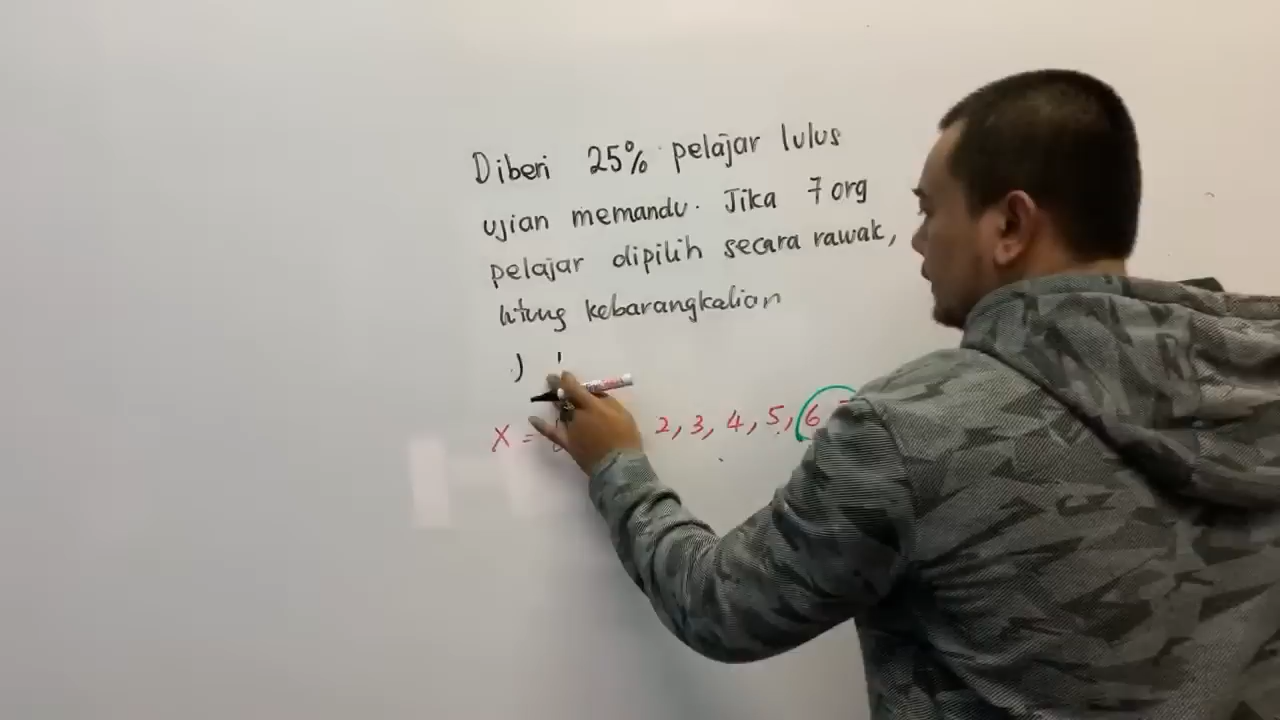 Diberi 25% pelajar lulus
ujian memandu. Jika 7 org
pelajar dipilih secara rawak,
hitung kebarangkalian
)
X = 2, 3, 4, 5, 6